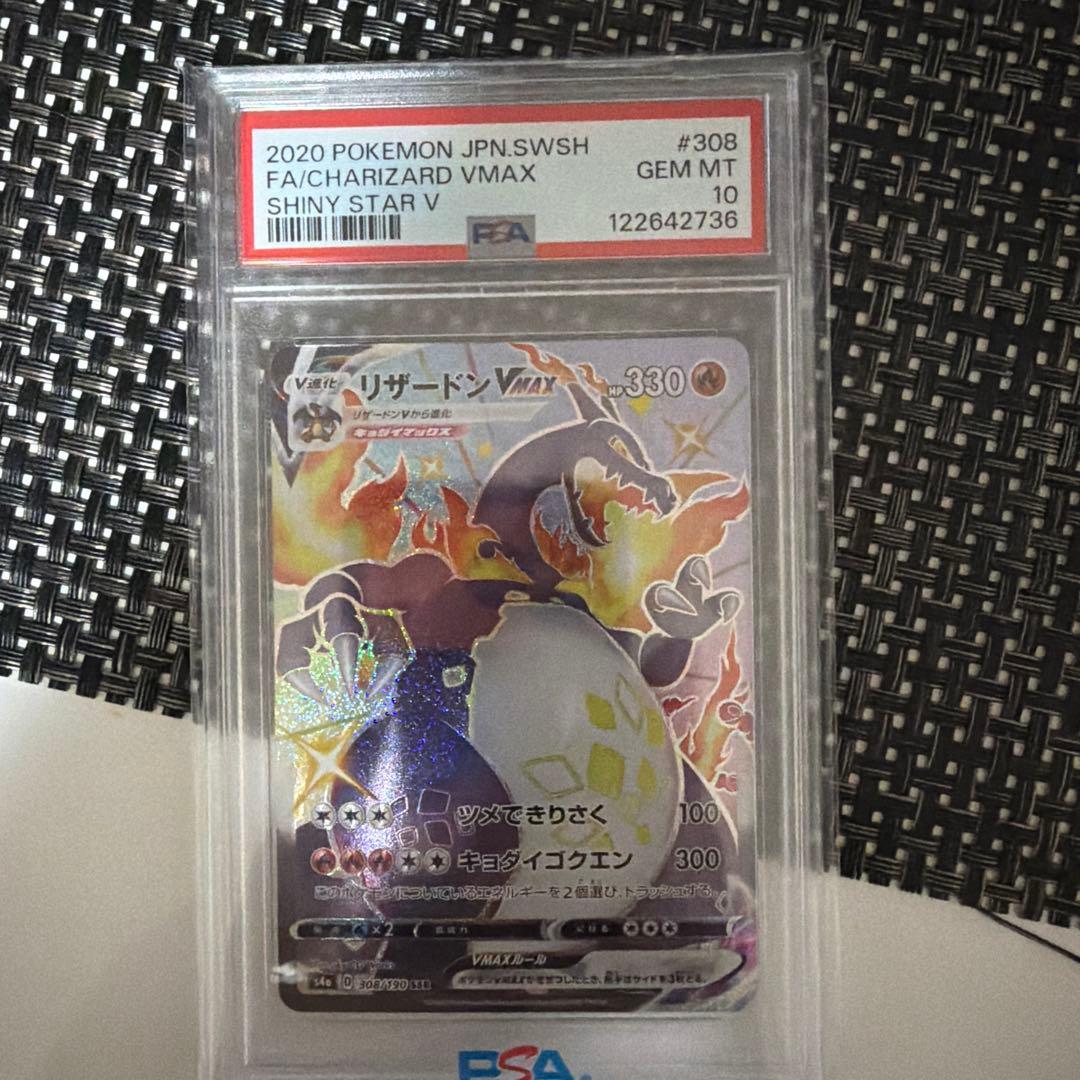 2020 POKEMON JPN.SWSH #308
FA/CHARIZARD VMAX GEM MT
SHINY STAR V 10
PSA 122642736
V進化 リザードン VMAX HP 330
リザードンVから進化
キョダイマックス
ツメできりさく 100
キョダイゴクエン 300
このポケモンについているエネルギーを2個選び、トラッシュする。
×2
VMAXルール
s4a D 308/190 SSR
PSA